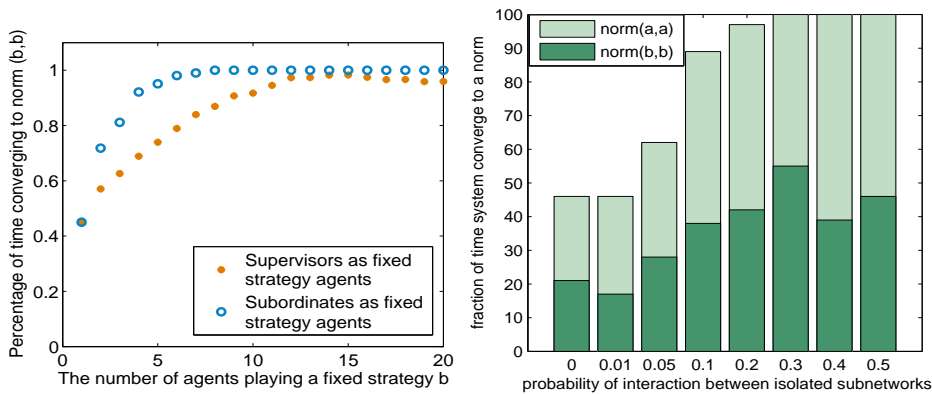 Percentage of time converging to norm (b,b)
1
0.8
0.6
0.4
0.2
0
0 5 10 15 20
The number of agents playing a fixed strategy b
Supervisors as fixed
strategy agents
Subordinates as fixed
strategy agents
fraction of time system converge to a norm
100
90
80
70
60
50
40
30
20
10
0
norm(a,a)
norm(b,b)
0 0.01 0.05 0.1 0.2 0.3 0.4 0.5
probability of interaction between isolated subnetworks